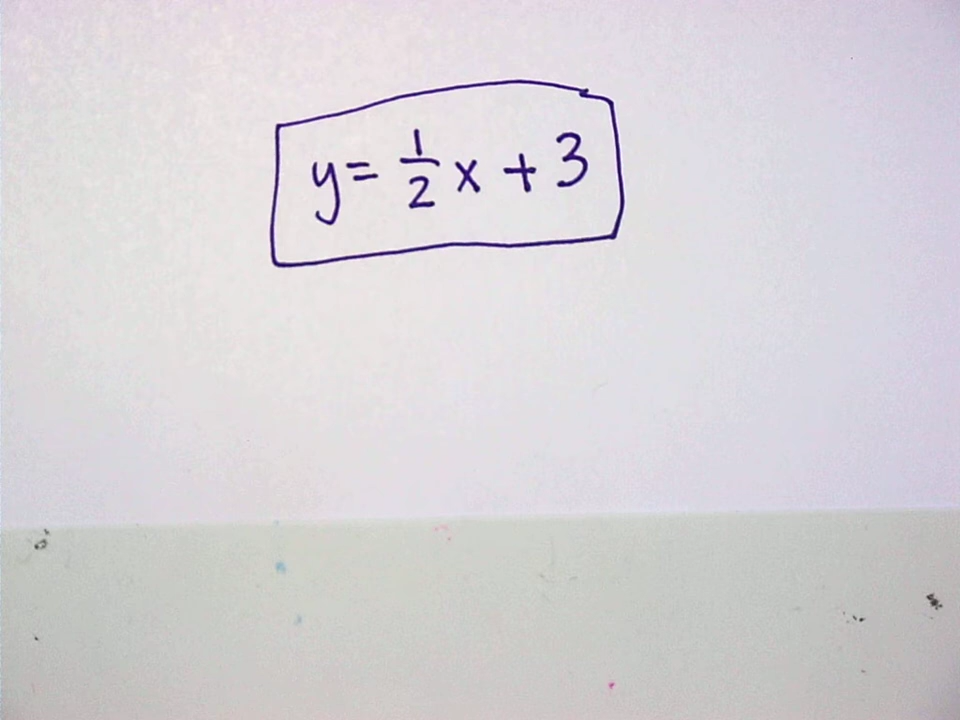 y = 1/2 x + 3